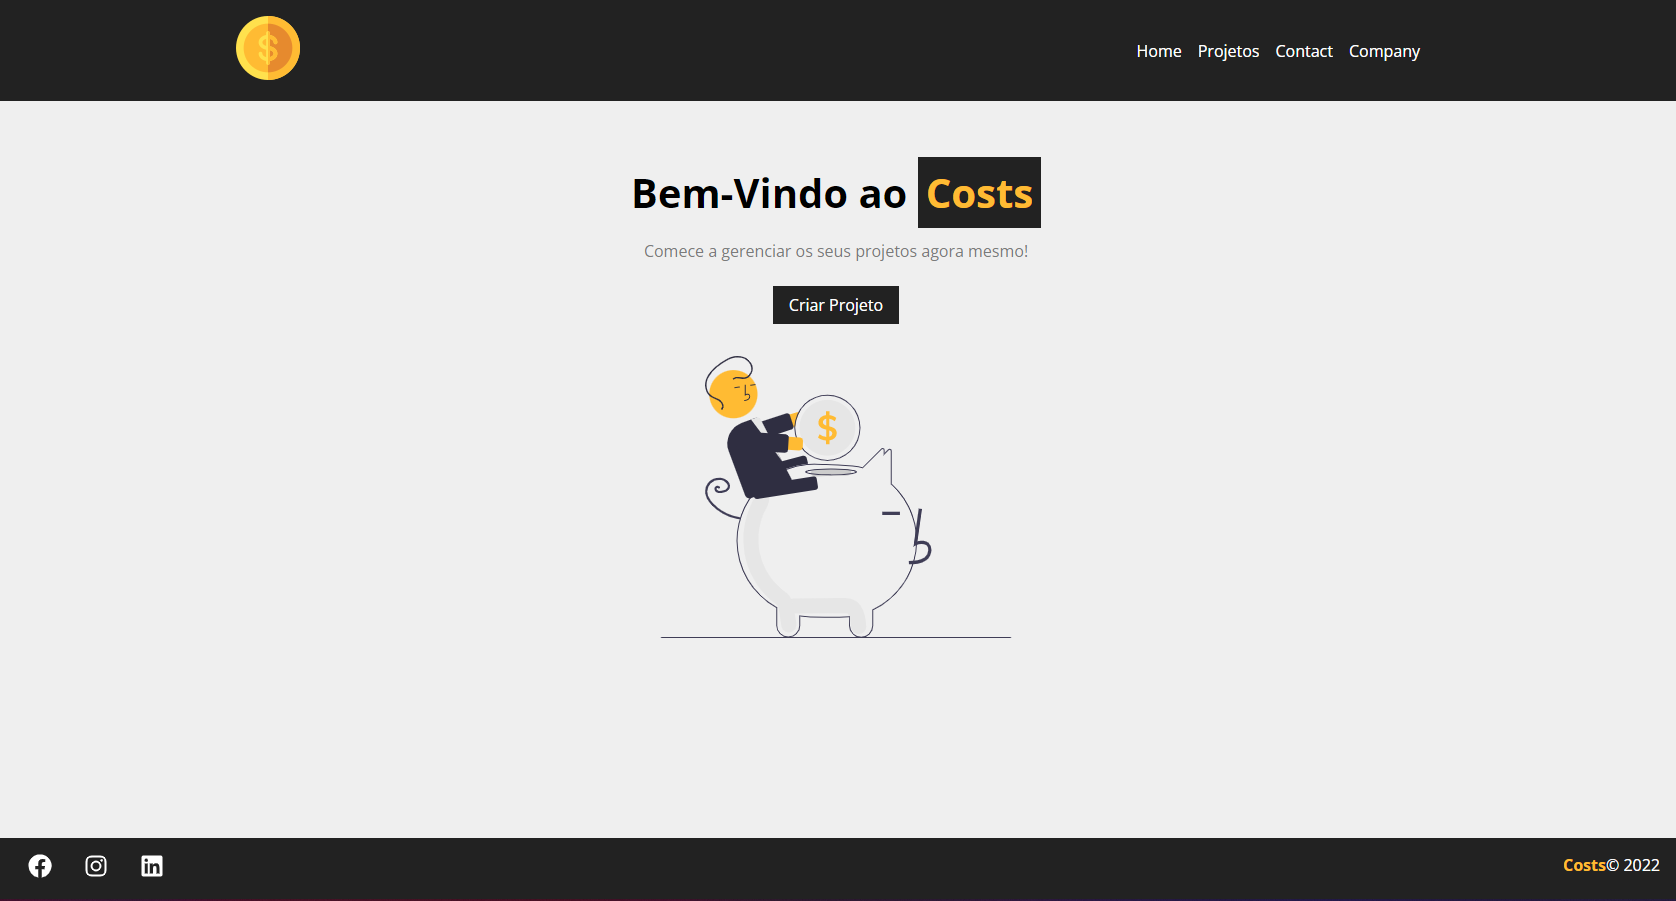 $
Home Projetos Contact Company
Bem-Vindo ao Costs
Comece a gerenciar os seus projetos agora mesmo!
Criar Projeto
$
Costs© 2022